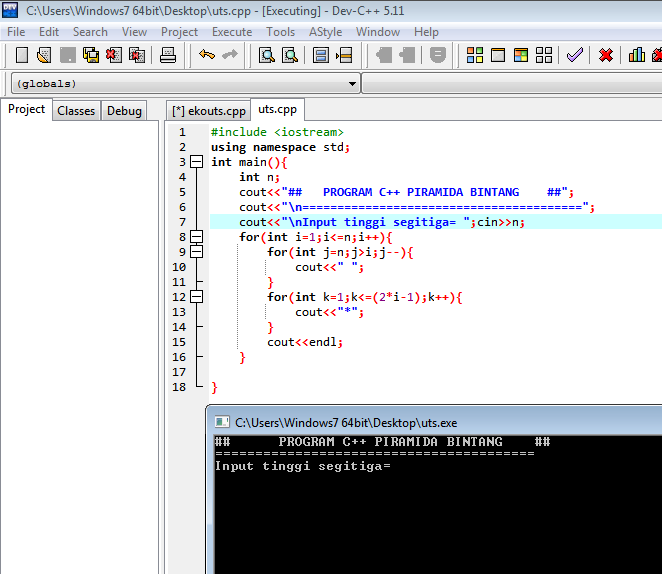 C:\Users\Windows7 64bit\Desktop\uts.cpp - [Executing] - Dev-C++ 5.11
File Edit Search View Project Execute Tools AStyle Window Help
(globals)
Project Classes Debug [*] ekouts.cpp uts.cpp
1 #include <iostream>
2 using namespace std;
3 int main(){
4 int n;
5 cout<<"##   PROGRAM C++ PIRAMIDA BINTANG    ##";
6 cout<<"\n========================================";
7 cout<<"\nInput tinggi segitiga= ";cin>>n;
8 for(int i=1;i<=n;i++){
9 for(int j=n;j>i;j--){
10 cout<<" ";
11 }
12 for(int k=1;k<=(2*i-1);k++){
13 cout<<"*";
14 }
15 cout<<endl;
16 }
17
18 }
C:\Users\Windows7 64bit\Desktop\uts.exe
##      PROGRAM C++ PIRAMIDA BINTANG    ##
========================================
Input tinggi segitiga=